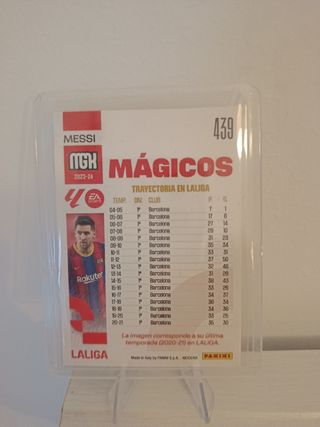 MESSI
439
MGK
2023-24
MÁGICOS
TRAYECTORIA EN LALIGA
EA SPORTS
TEMP. DIV. CLUB P. G.
04-05 1ª Barcelona 7 1
05-06 1ª Barcelona 17 6
06-07 1ª Barcelona 27 14
07-08 1ª Barcelona 28 10
08-09 1ª Barcelona 31 23
09-10 1ª Barcelona 35 34
10-11 1ª Barcelona 33 31
11-12 1ª Barcelona 37 50
12-13 1ª Barcelona 32 46
13-14 1ª Barcelona 31 28
14-15 1ª Barcelona 38 43
15-16 1ª Barcelona 33 26
16-17 1ª Barcelona 34 37
17-18 1ª Barcelona 36 34
18-19 1ª Barcelona 34 36
19-20 1ª Barcelona 33 25
20-21 1ª Barcelona 35 30
Rakuten
La imagen corresponde a su última
temporada (2020-21) en LALIGA.
LALIGA
Made in Italy by PANINI S.p.A.
PANINI